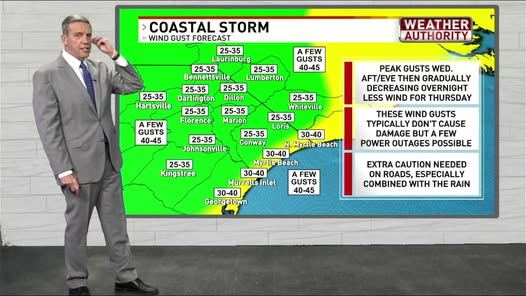 COASTAL STORM
WIND GUST FORECAST
WEATHER
AUTHORITY
25-35
Laurinburg
A FEW
GUSTS
40-45
25-35
Bennettsville
25-35
Lumberton
25-35
Hartsville
25-35
Darlington
25-35
Dillon
25-35
Whiteville
25-35
Florence
25-35
Marion
25-35
Loris
A FEW
GUSTS
40-45
25-35
Johnsonville
25-35
Conway
30-40
N. Myrtle Beach
30-40
Myrtle Beach
25-35
Kingstree
30-40
Murrells Inlet
A FEW
GUSTS
40-45
30-40
Georgetown
PEAK GUSTS WED.
AFT/EVE THEN GRADUALLY
DECREASING OVERNIGHT
LESS WIND FOR THURSDAY
THESE WIND GUSTS
TYPICALLY DON'T CAUSE
DAMAGE BUT A FEW
POWER OUTAGES POSSIBLE
EXTRA CAUTION NEEDED
ON ROADS, ESPECIALLY
COMBINED WITH THE RAIN